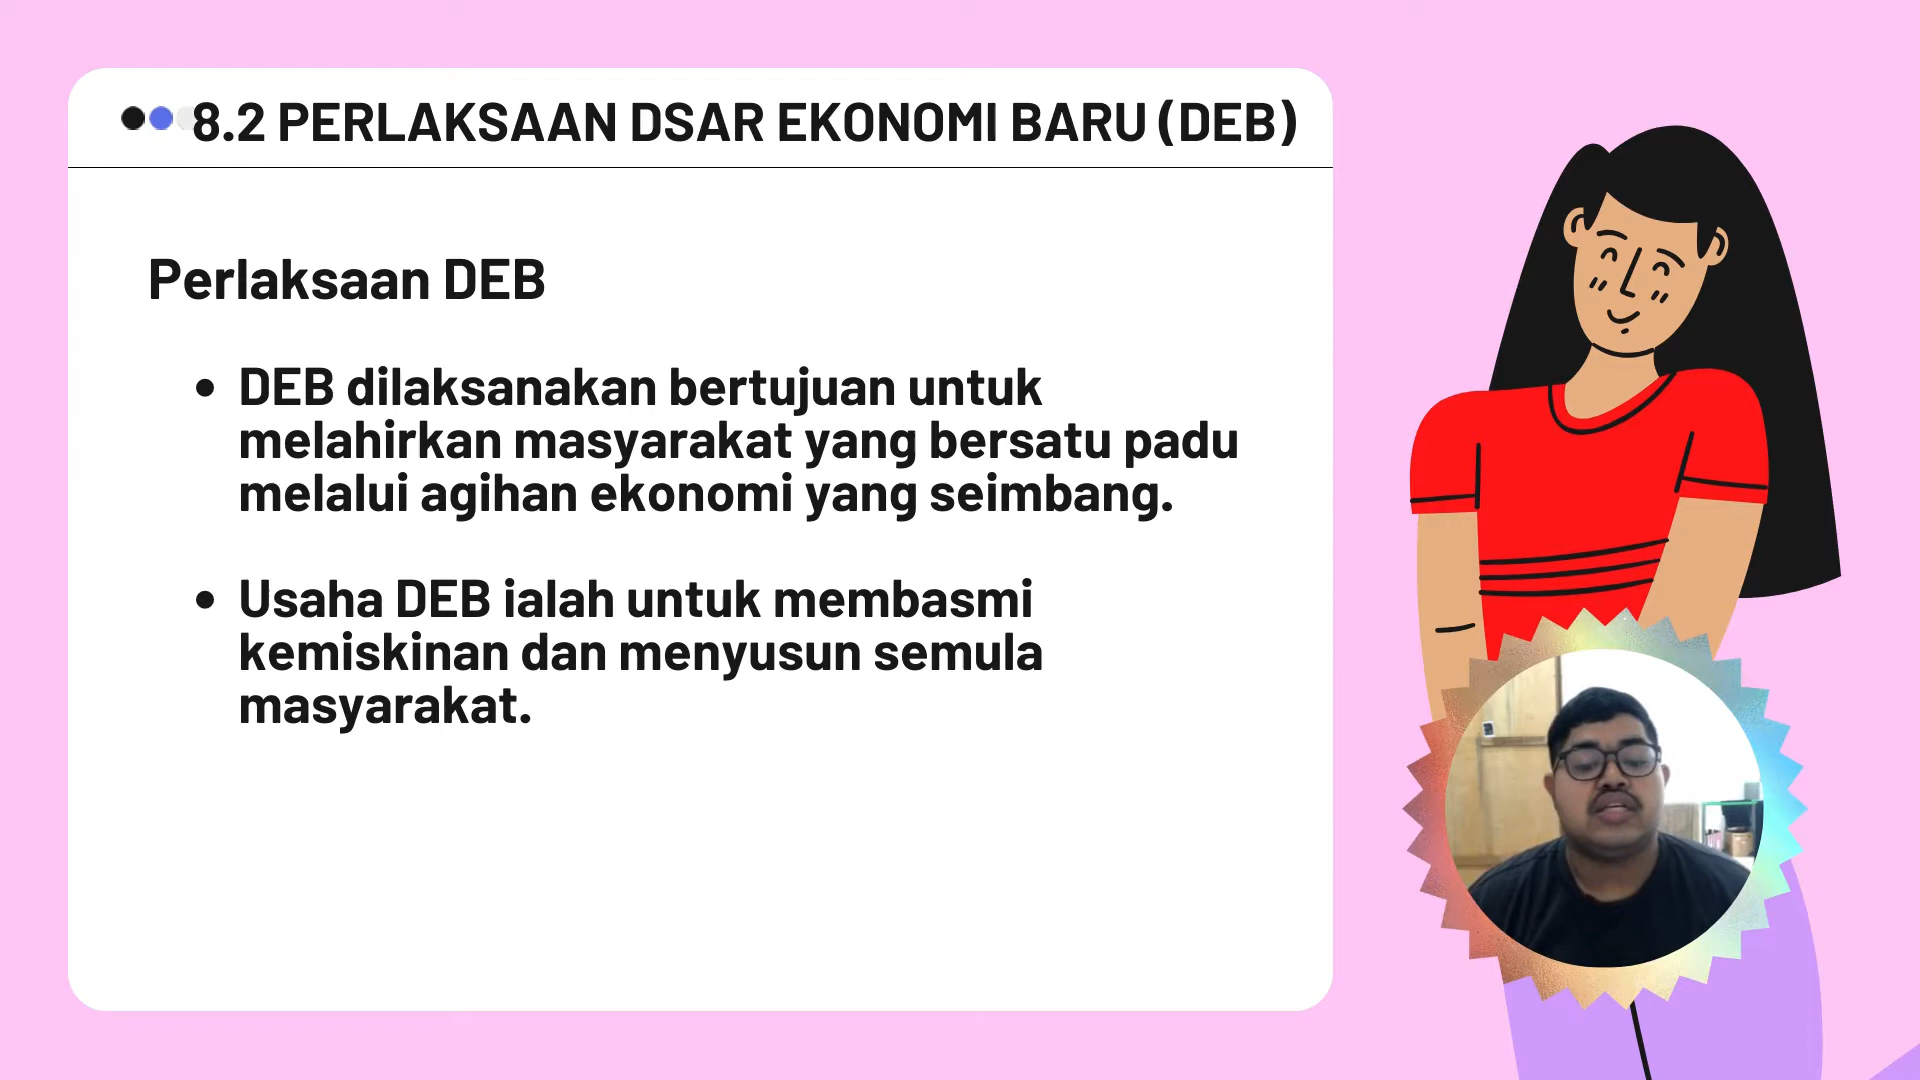 8.2 PERLAKSAAN DSAR EKONOMI BARU (DEB)
Perlaksaan DEB
• DEB dilaksanakan bertujuan untuk
melahirkan masyarakat yang bersatu padu
melalui agihan ekonomi yang seimbang.
• Usaha DEB ialah untuk membasmi
kemiskinan dan menyusun semula
masyarakat.